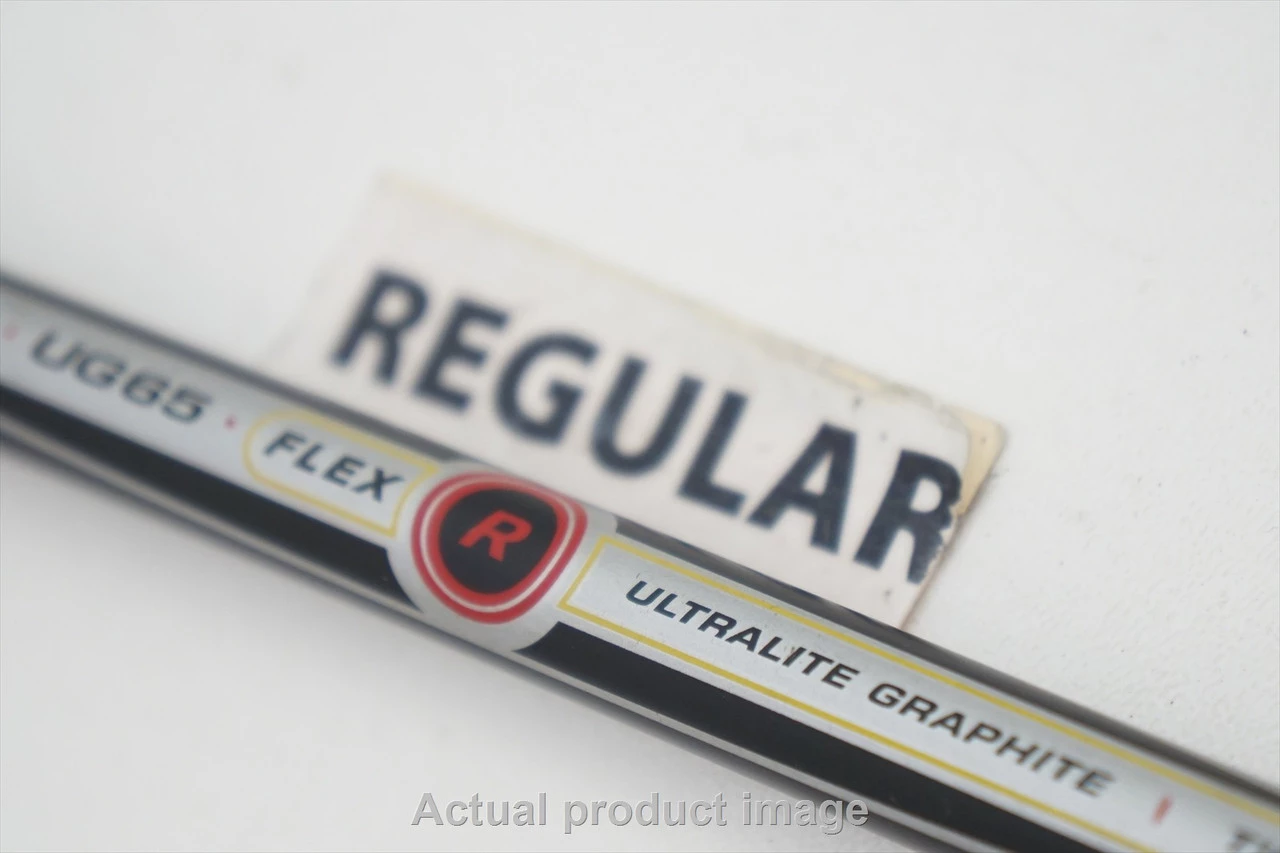 REGULAR
UG65 · FLEX R ULTRALITE GRAPHITE
Actual product image